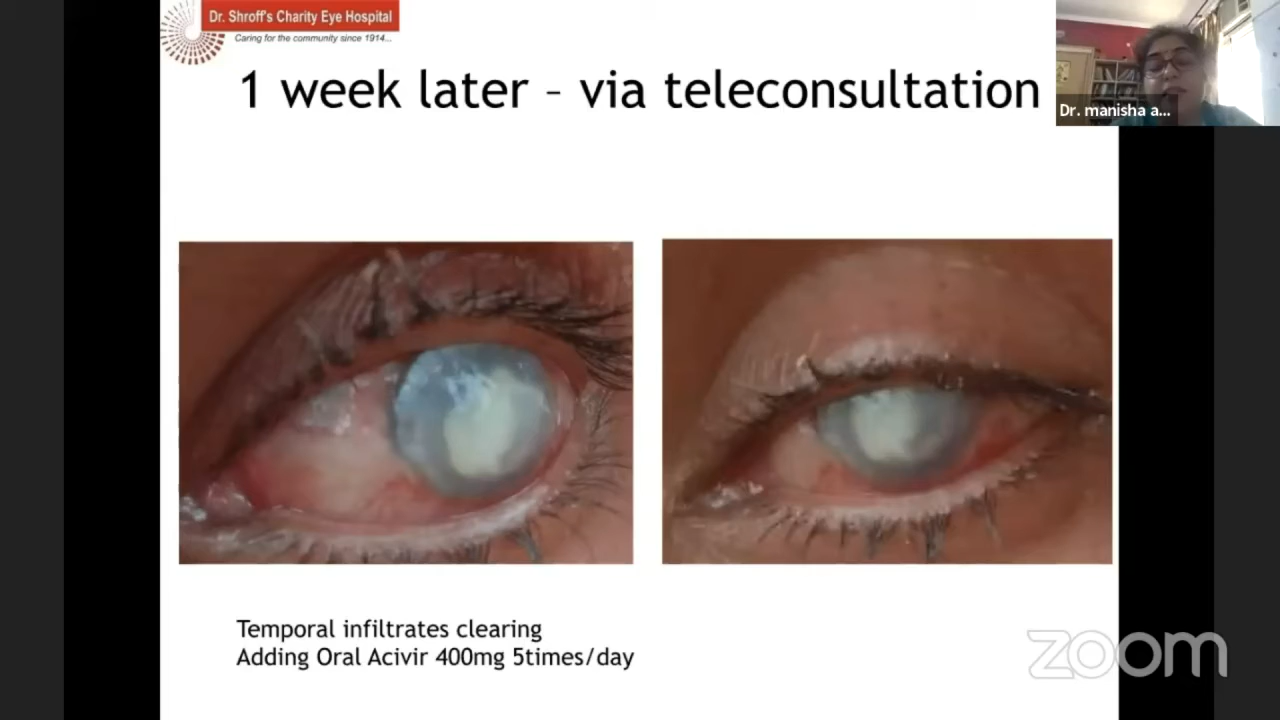 Dr. Shroff's Charity Eye Hospital
Caring for the community since 1914...
1 week later – via teleconsultation
Dr. manisha a...
Temporal infiltrates clearing
Adding Oral Acivir 400mg 5times/day
zoom